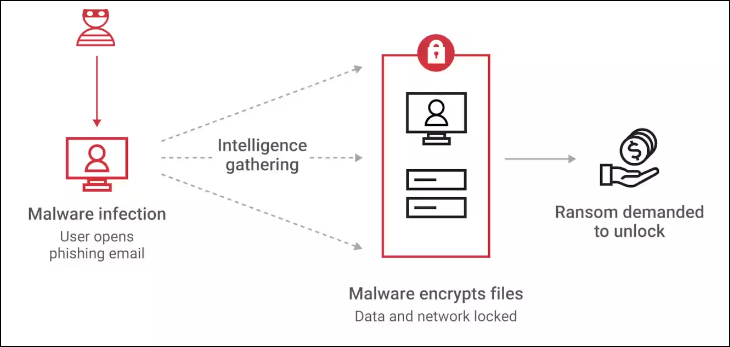 Intelligence
gathering
Malware infection
User opens
phishing email
Malware encrypts files
Data and network locked
$
Ransom demanded
to unlock